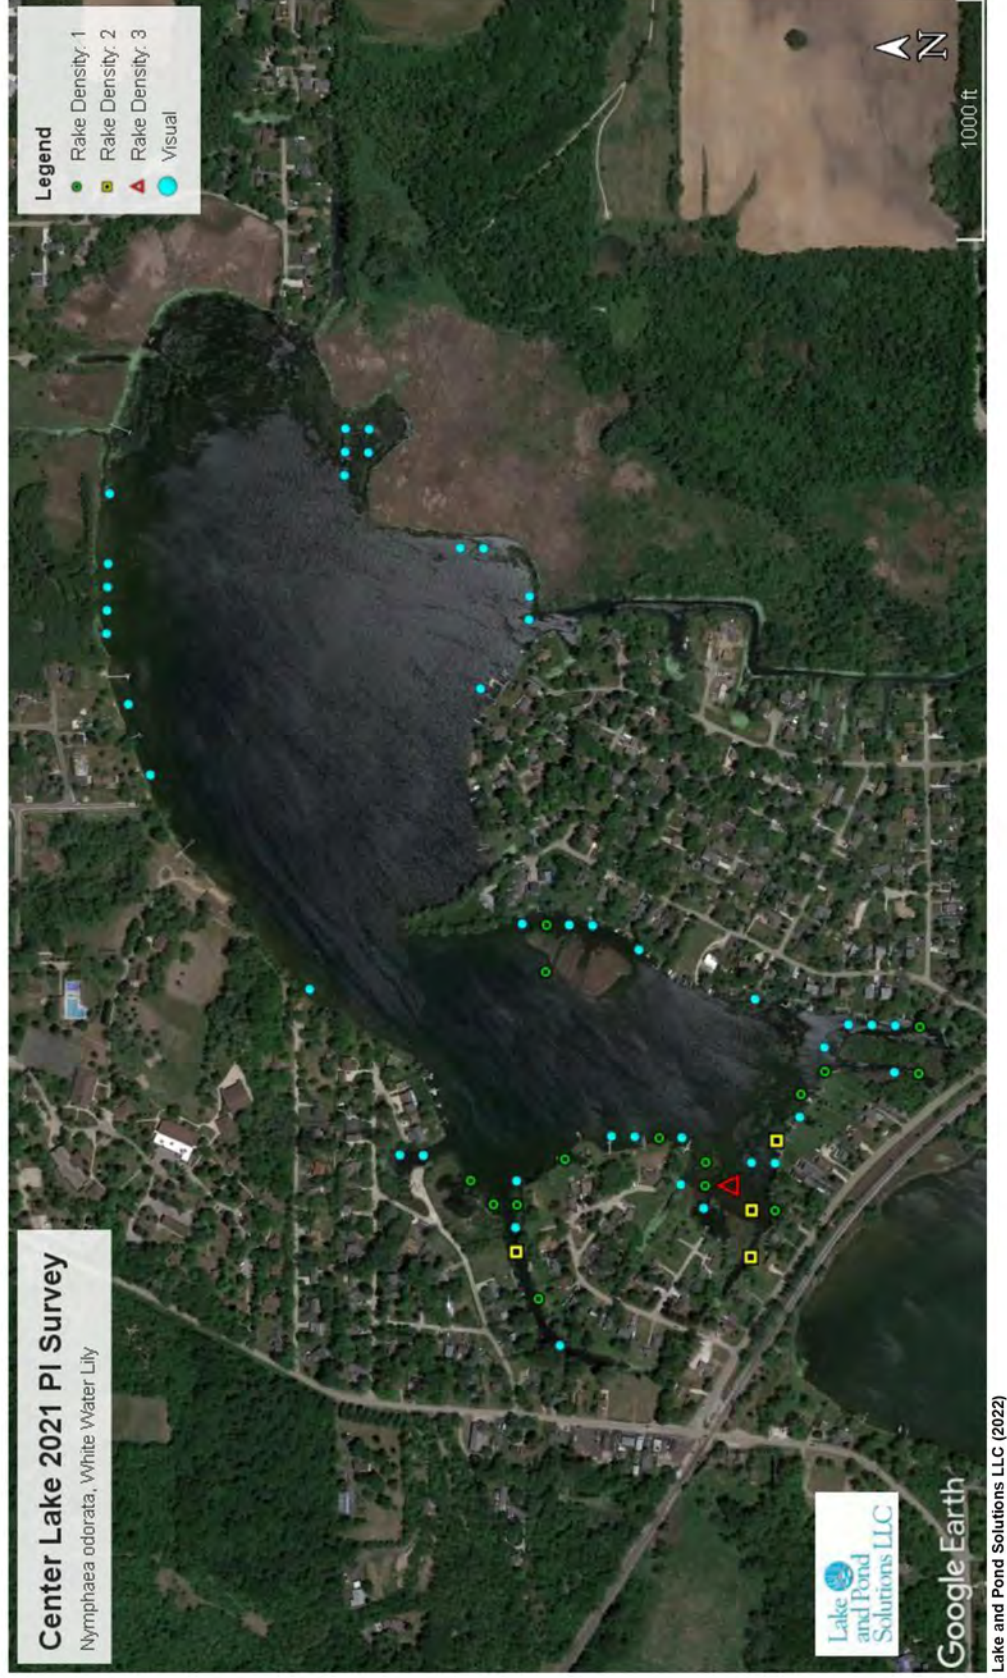 Center Lake 2021 PI Survey
Nymphaea odorata, White Water Lily
Legend
Rake Density: 1
Rake Density: 2
Rake Density: 3
Visual
N
1000 ft
Lake
and Pond
Solutions LLC
Google Earth
Lake and Pond Solutions LLC (2022)